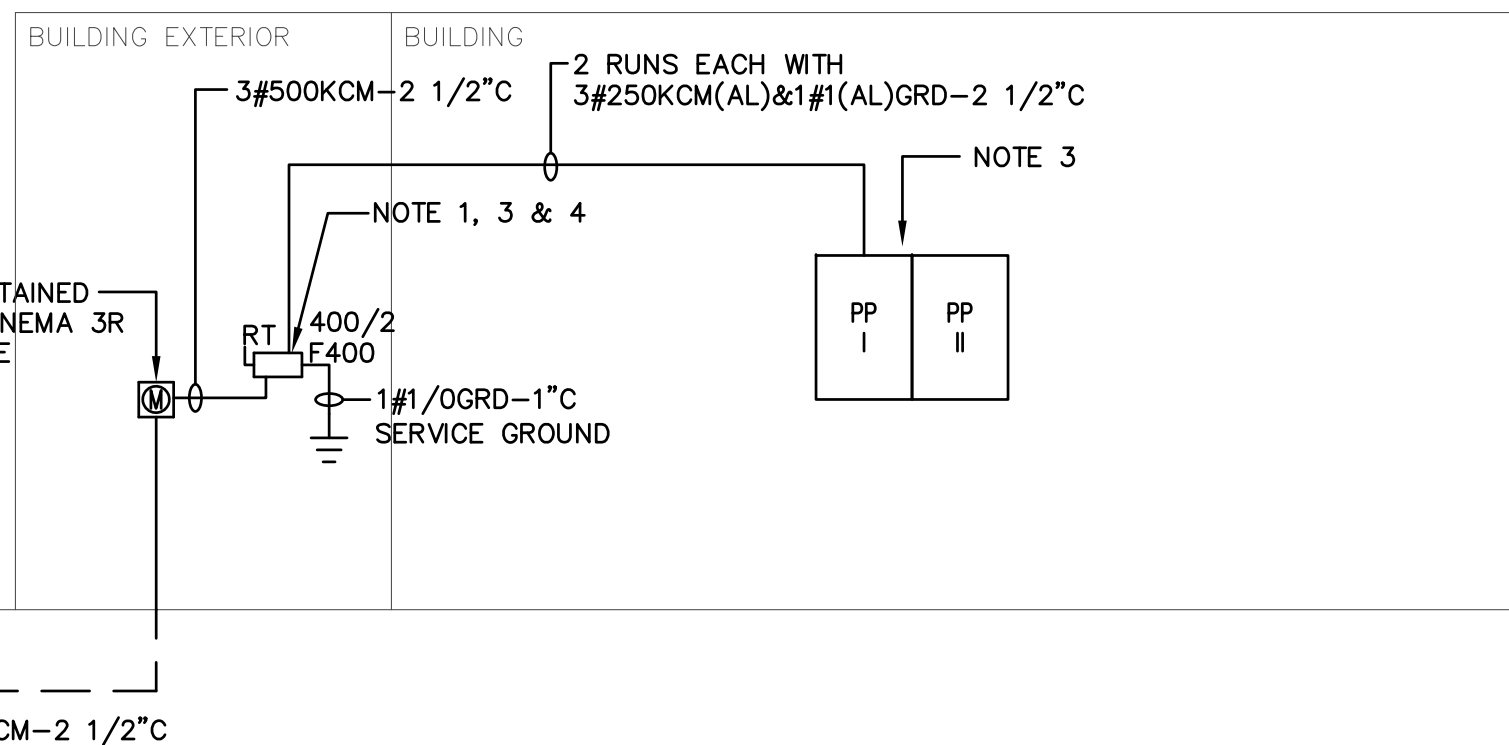 BUILDING EXTERIOR
BUILDING
2 RUNS EACH WITH
3#250KCM(AL)&1#1(AL)GRD-2 1/2"C
3#500KCM-2 1/2"C
NOTE 3
NOTE 1, 3 & 4
TAINED
NEMA 3R
E
RT
400/2
F400
M
1#1/0GRD-1"C
SERVICE GROUND
PP
I
PP
II
CM-2 1/2"C